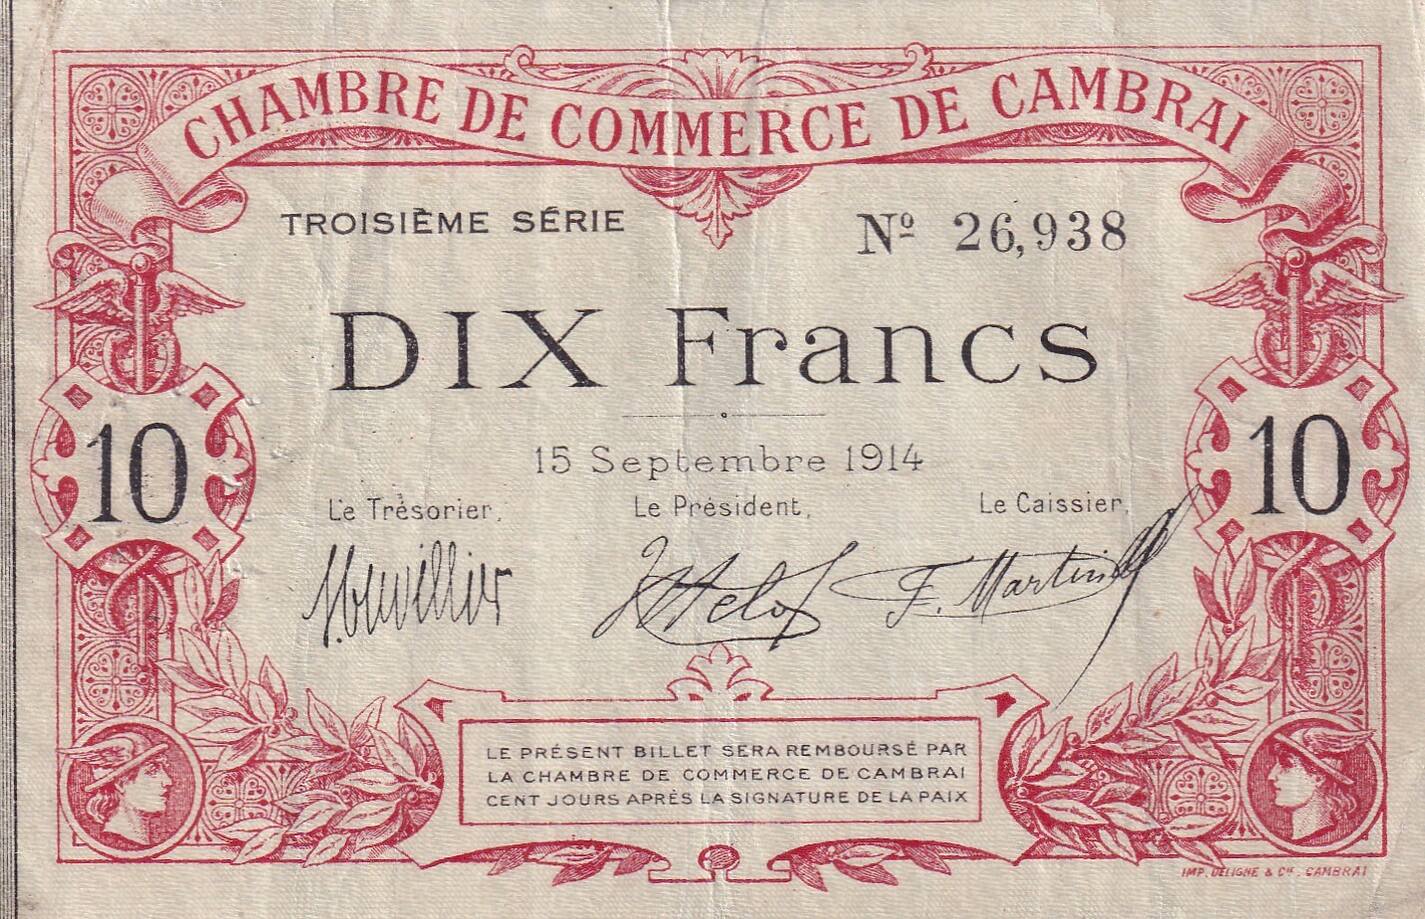 CHAMBRE DE COMMERCE DE CAMBRAI
TROISIÈME SÉRIE Nº 26,938
DIX Francs
15 Septembre 1914
10 10
Le Trésorier, Le Président, Le Caissier,
F. Martin
LE PRÉSENT BILLET SERA REMBOURSÉ PAR
LA CHAMBRE DE COMMERCE DE CAMBRAI
CENT JOURS APRÈS LA SIGNATURE DE LA PAIX
IMP. DELIGNE & Cie. CAMBRAI